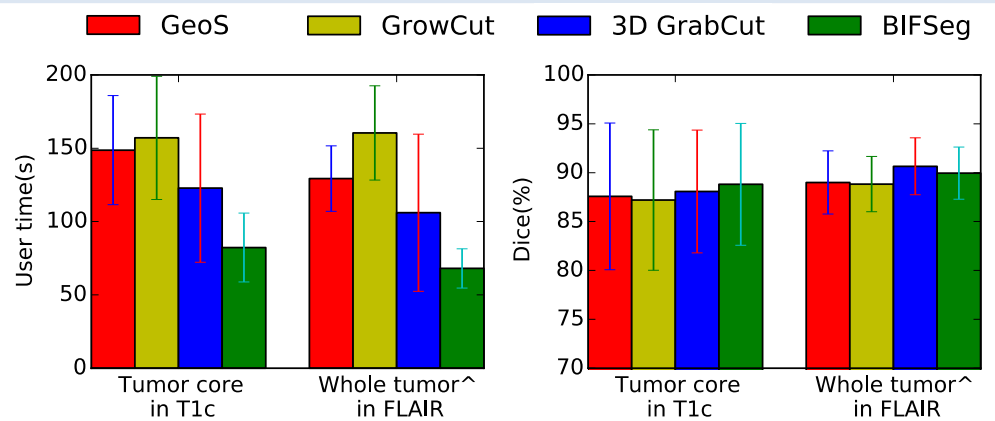 GeoS GrowCut 3D GrabCut BIFSeg
200
150
100
50
0
User time(s)
Tumor core
in T1c
Whole tumor^
in FLAIR
100
95
90
85
80
75
70
Dice(%)
Tumor core
in T1c
Whole tumor^
in FLAIR